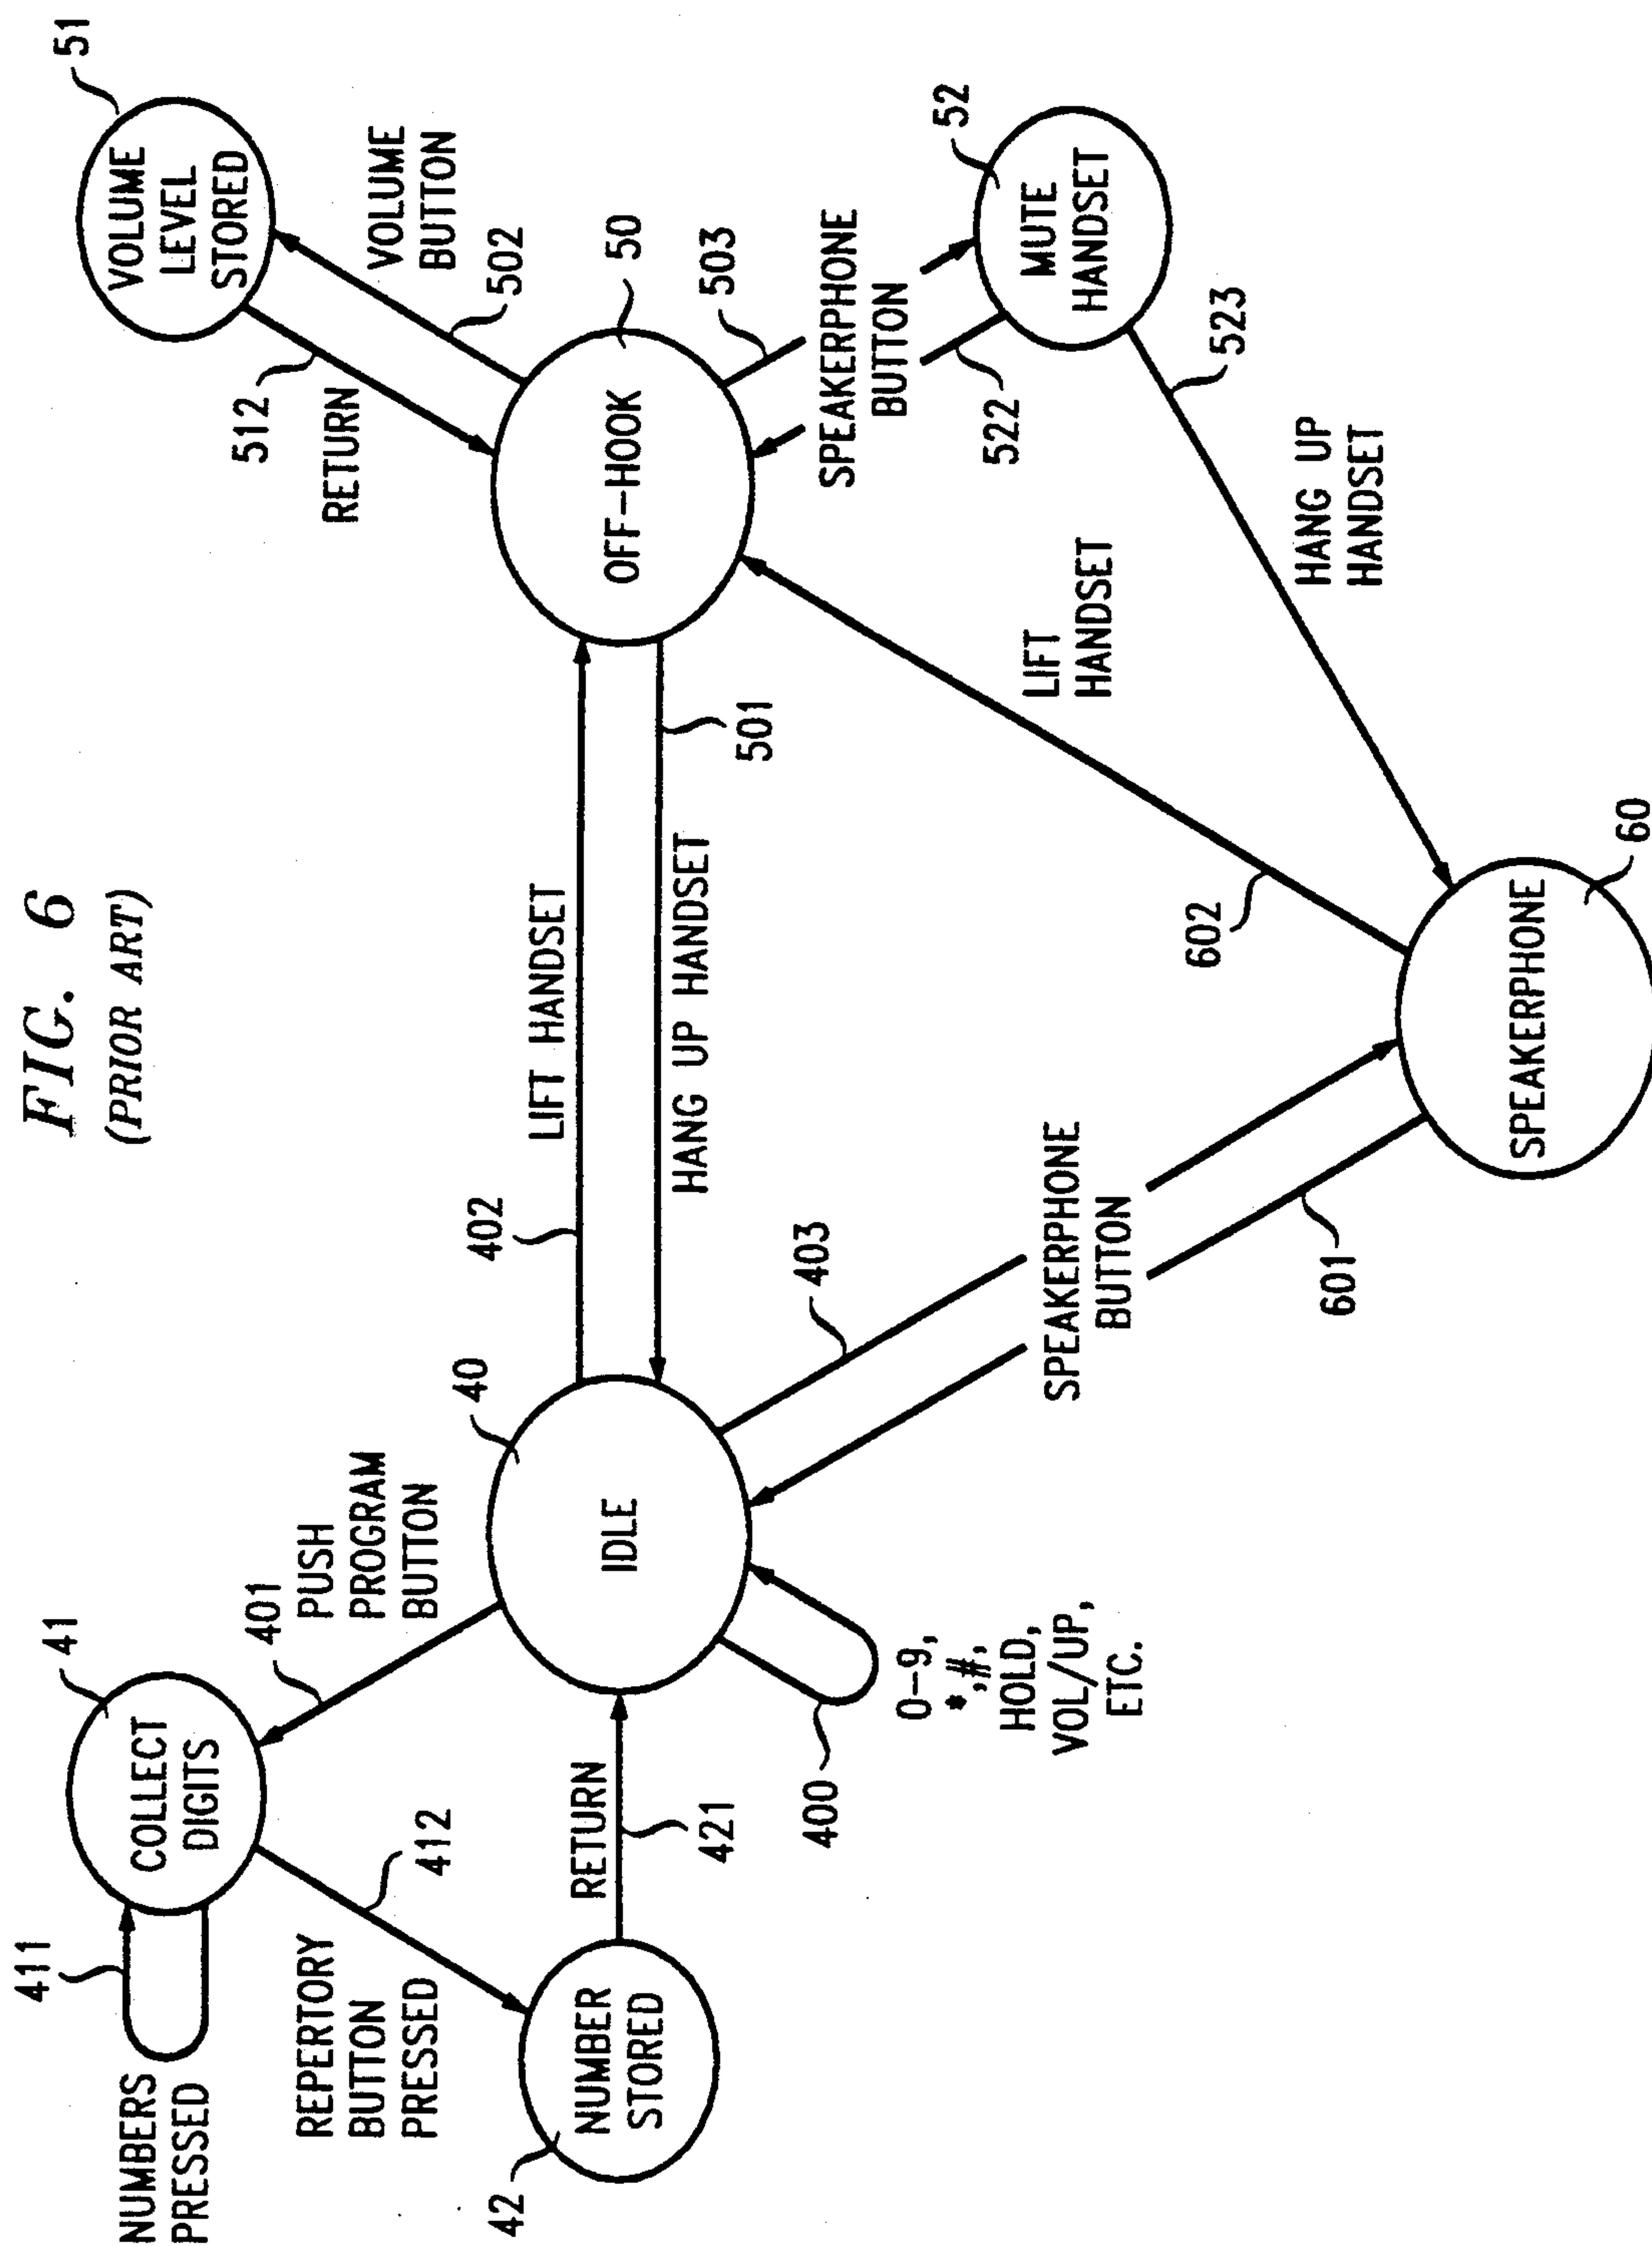 FIG. 6
(PRIOR ART)
411
NUMBERS
PRESSED
COLLECT
DIGITS
41
401
PUSH
PROGRAM
BUTTON
REPERTORY
BUTTON
PRESSED
412
42
NUMBER
STORED
RETURN
421
IDLE
40
400
0-9,
*,#,
HOLD,
VOL/UP,
ETC.
402
LIFT HANDSET
HANG UP HANDSET
501
403
SPEAKERPHONE
BUTTON
601
VOLUME
LEVEL
STORED
51
512
RETURN
VOLUME
BUTTON
502
OFF-HOOK
50
503
SPEAKERPHONE
BUTTON
522
52
MUTE
HANDSET
523
LIFT
HANDSET
602
HANG UP
HANDSET
SPEAKERPHONE
60